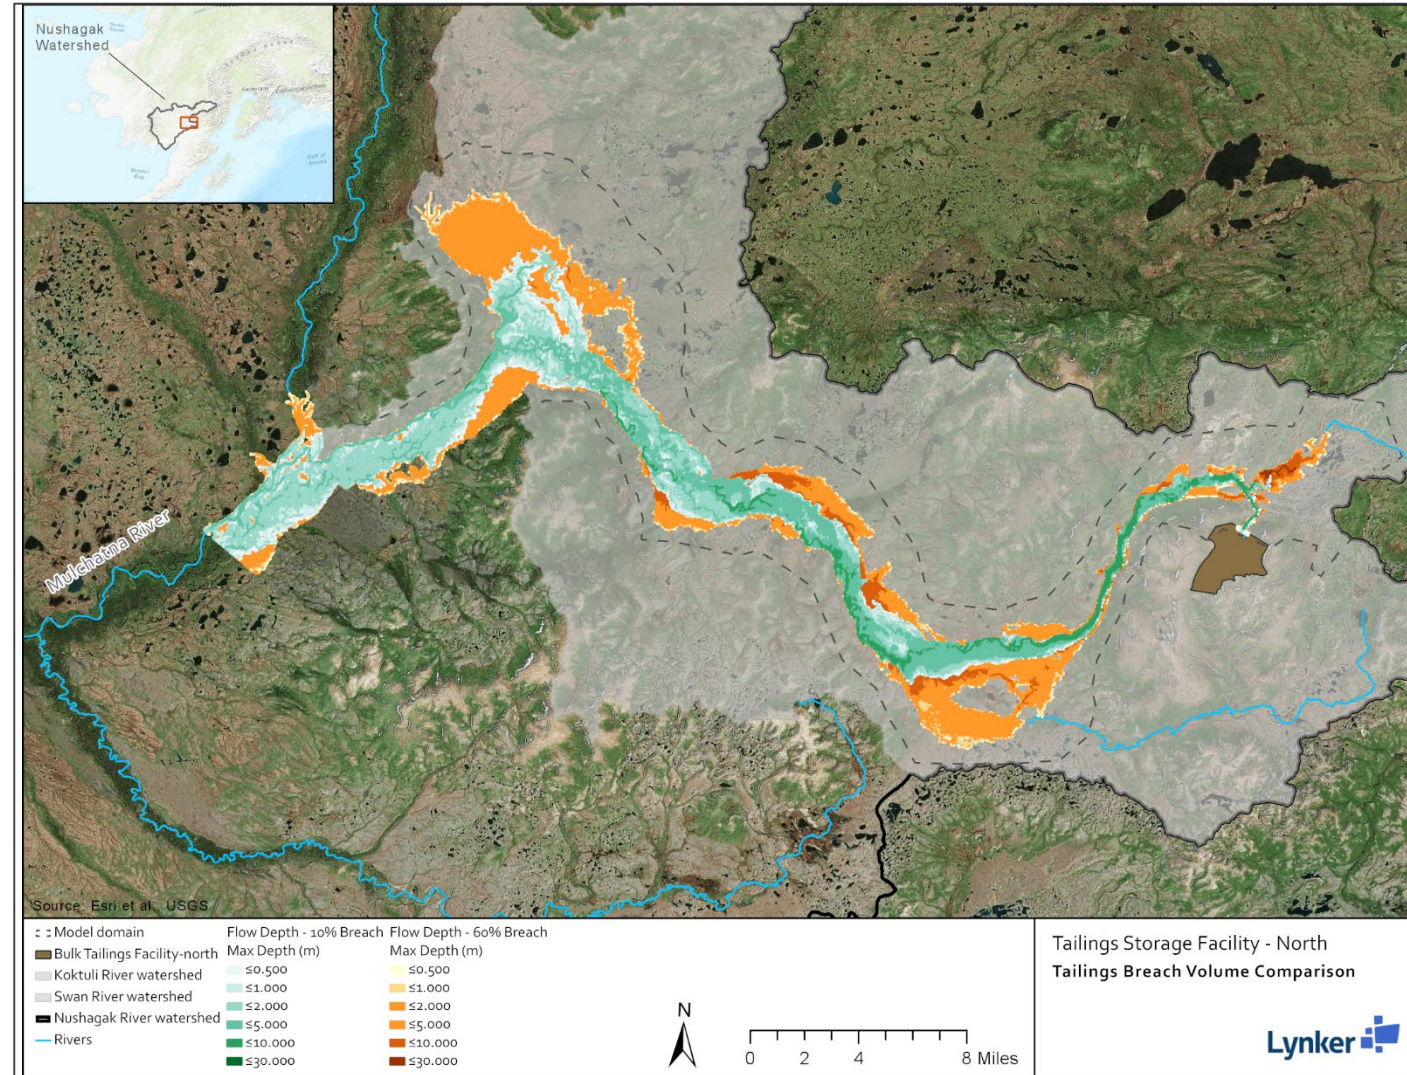 Nushagak
Watershed
Mulchatna River
Source: Esri et al., USGS
Model domain
Bulk Tailings Facility-north
Koktuli River watershed
Swan River watershed
Nushagak River watershed
Rivers
Flow Depth - 10% Breach
Max Depth (m)
≤0.500
≤1.000
≤2.000
≤5.000
≤10.000
≤30.000
Flow Depth - 60% Breach
Max Depth (m)
≤0.500
≤1.000
≤2.000
≤5.000
≤10.000
≤30.000
N
0 2 4 8 Miles
Tailings Storage Facility - North
Tailings Breach Volume Comparison
Lynker